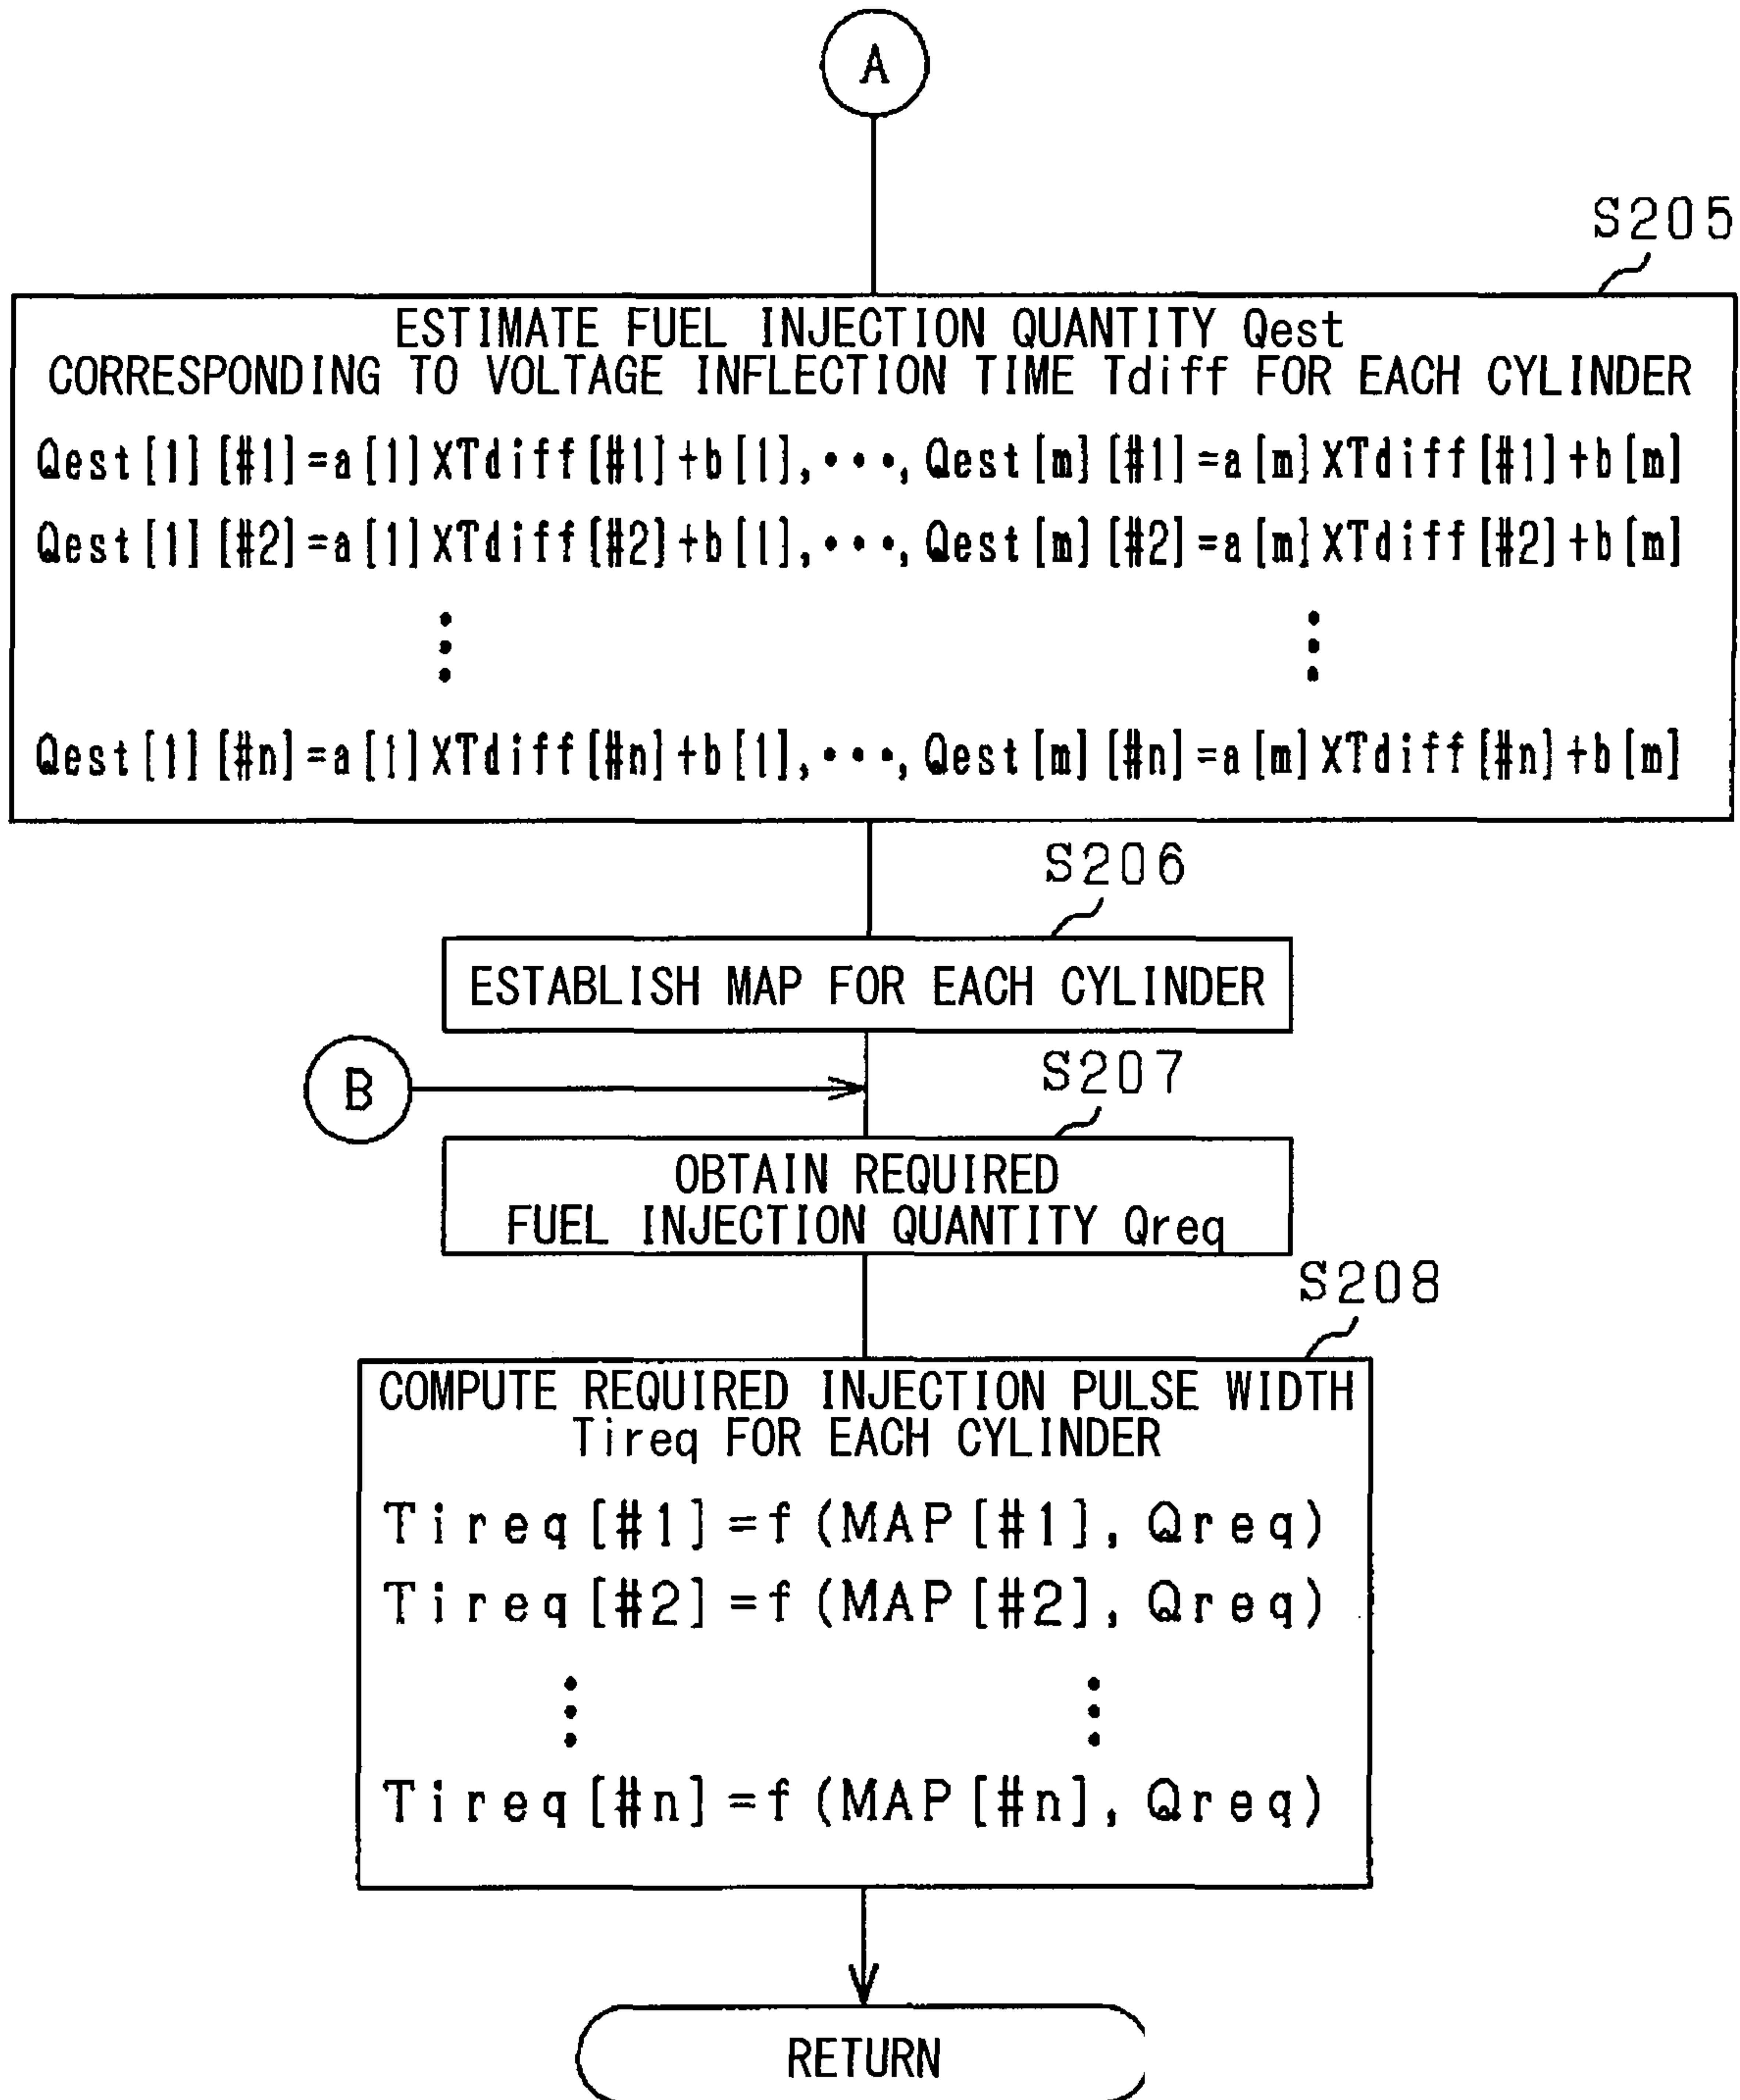 A
S205
ESTIMATE FUEL INJECTION QUANTITY Qest
CORRESPONDING TO VOLTAGE INFLECTION TIME Tdiff FOR EACH CYLINDER
Qest[1][#1]=a[1]XTdiff[#1]+b[1],•••,Qest[m][#1]=a[m]XTdiff[#1]+b[m]
Qest[1][#2]=a[1]XTdiff[#2]+b[1],•••,Qest[m][#2]=a[m]XTdiff[#2]+b[m]
Qest[1][#n]=a[1]XTdiff[#n]+b[1],•••,Qest[m][#n]=a[m]XTdiff[#n]+b[m]
S206
ESTABLISH MAP FOR EACH CYLINDER
B
S207
OBTAIN REQUIRED
FUEL INJECTION QUANTITY Qreq
S208
COMPUTE REQUIRED INJECTION PULSE WIDTH
Tireq FOR EACH CYLINDER
Tireq[#1]=f(MAP[#1], Qreq)
Tireq[#2]=f(MAP[#2], Qreq)
Tireq[#n]=f(MAP[#n], Qreq)
RETURN